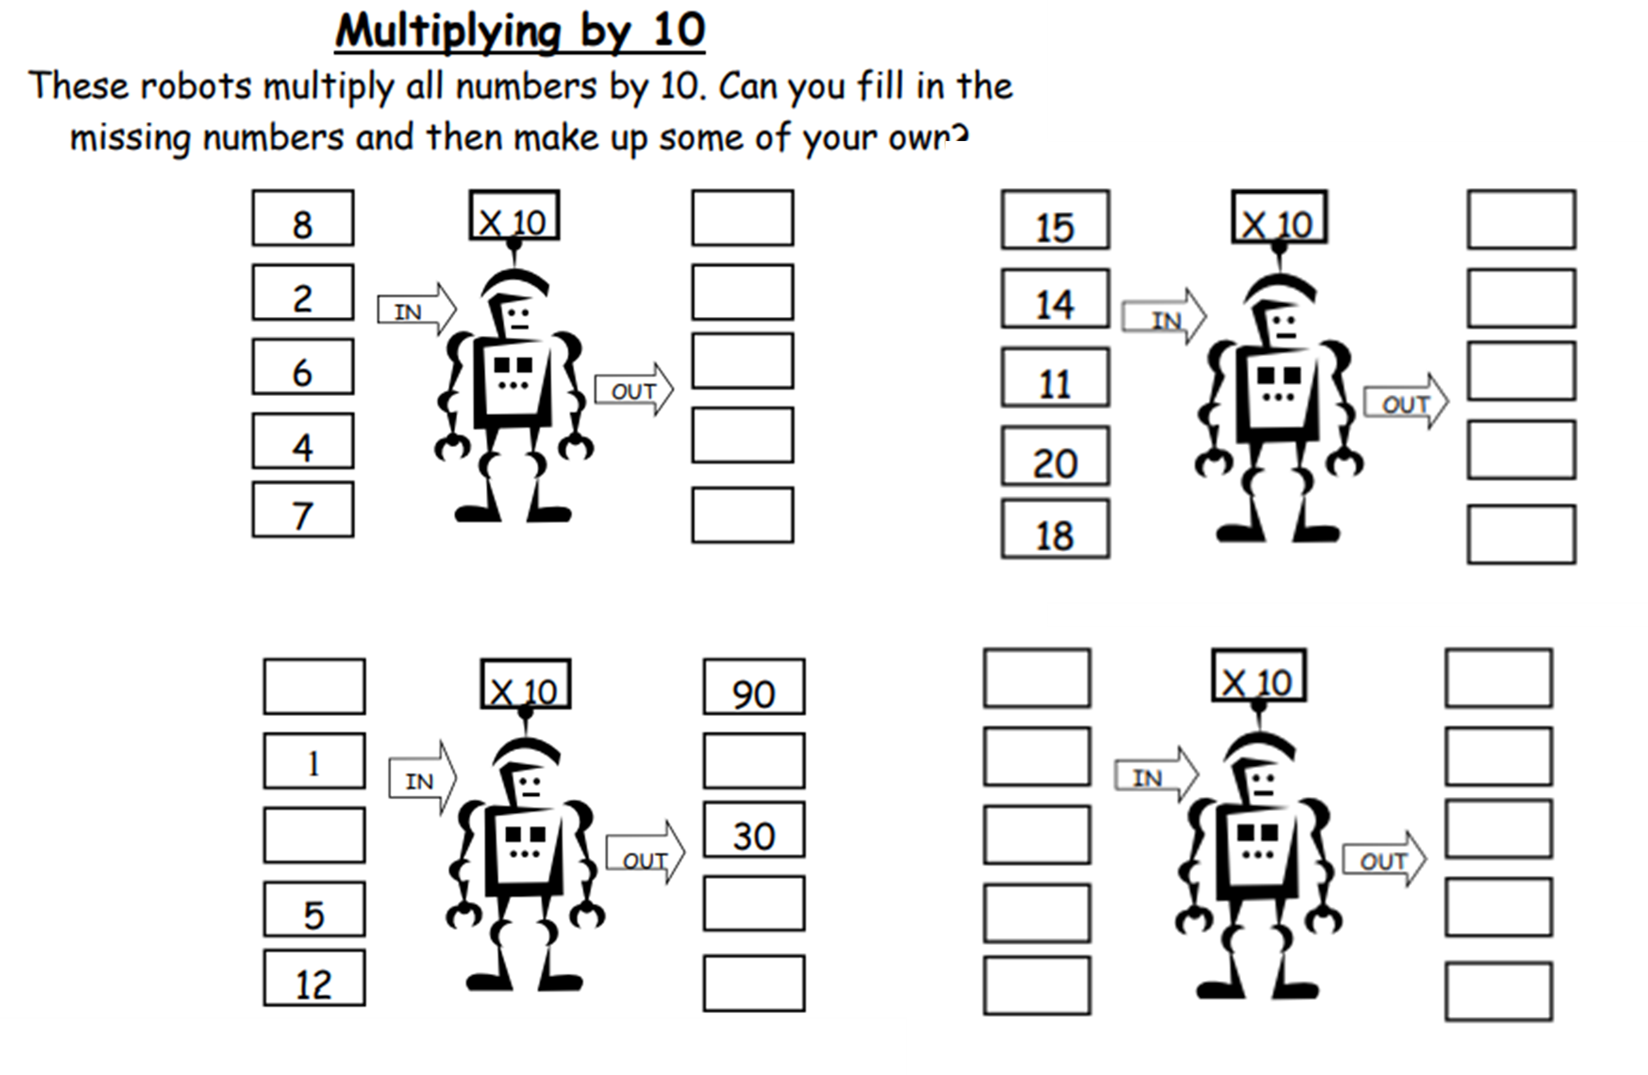 Multiplying by 10
These robots multiply all numbers by 10. Can you fill in the
missing numbers and then make up some of your own?
8
2
6
4
7
X 10
IN
OUT
15
14
11
20
18
X 10
IN
OUT
1
5
12
X 10
IN
OUT
90
30
X 10
IN
OUT